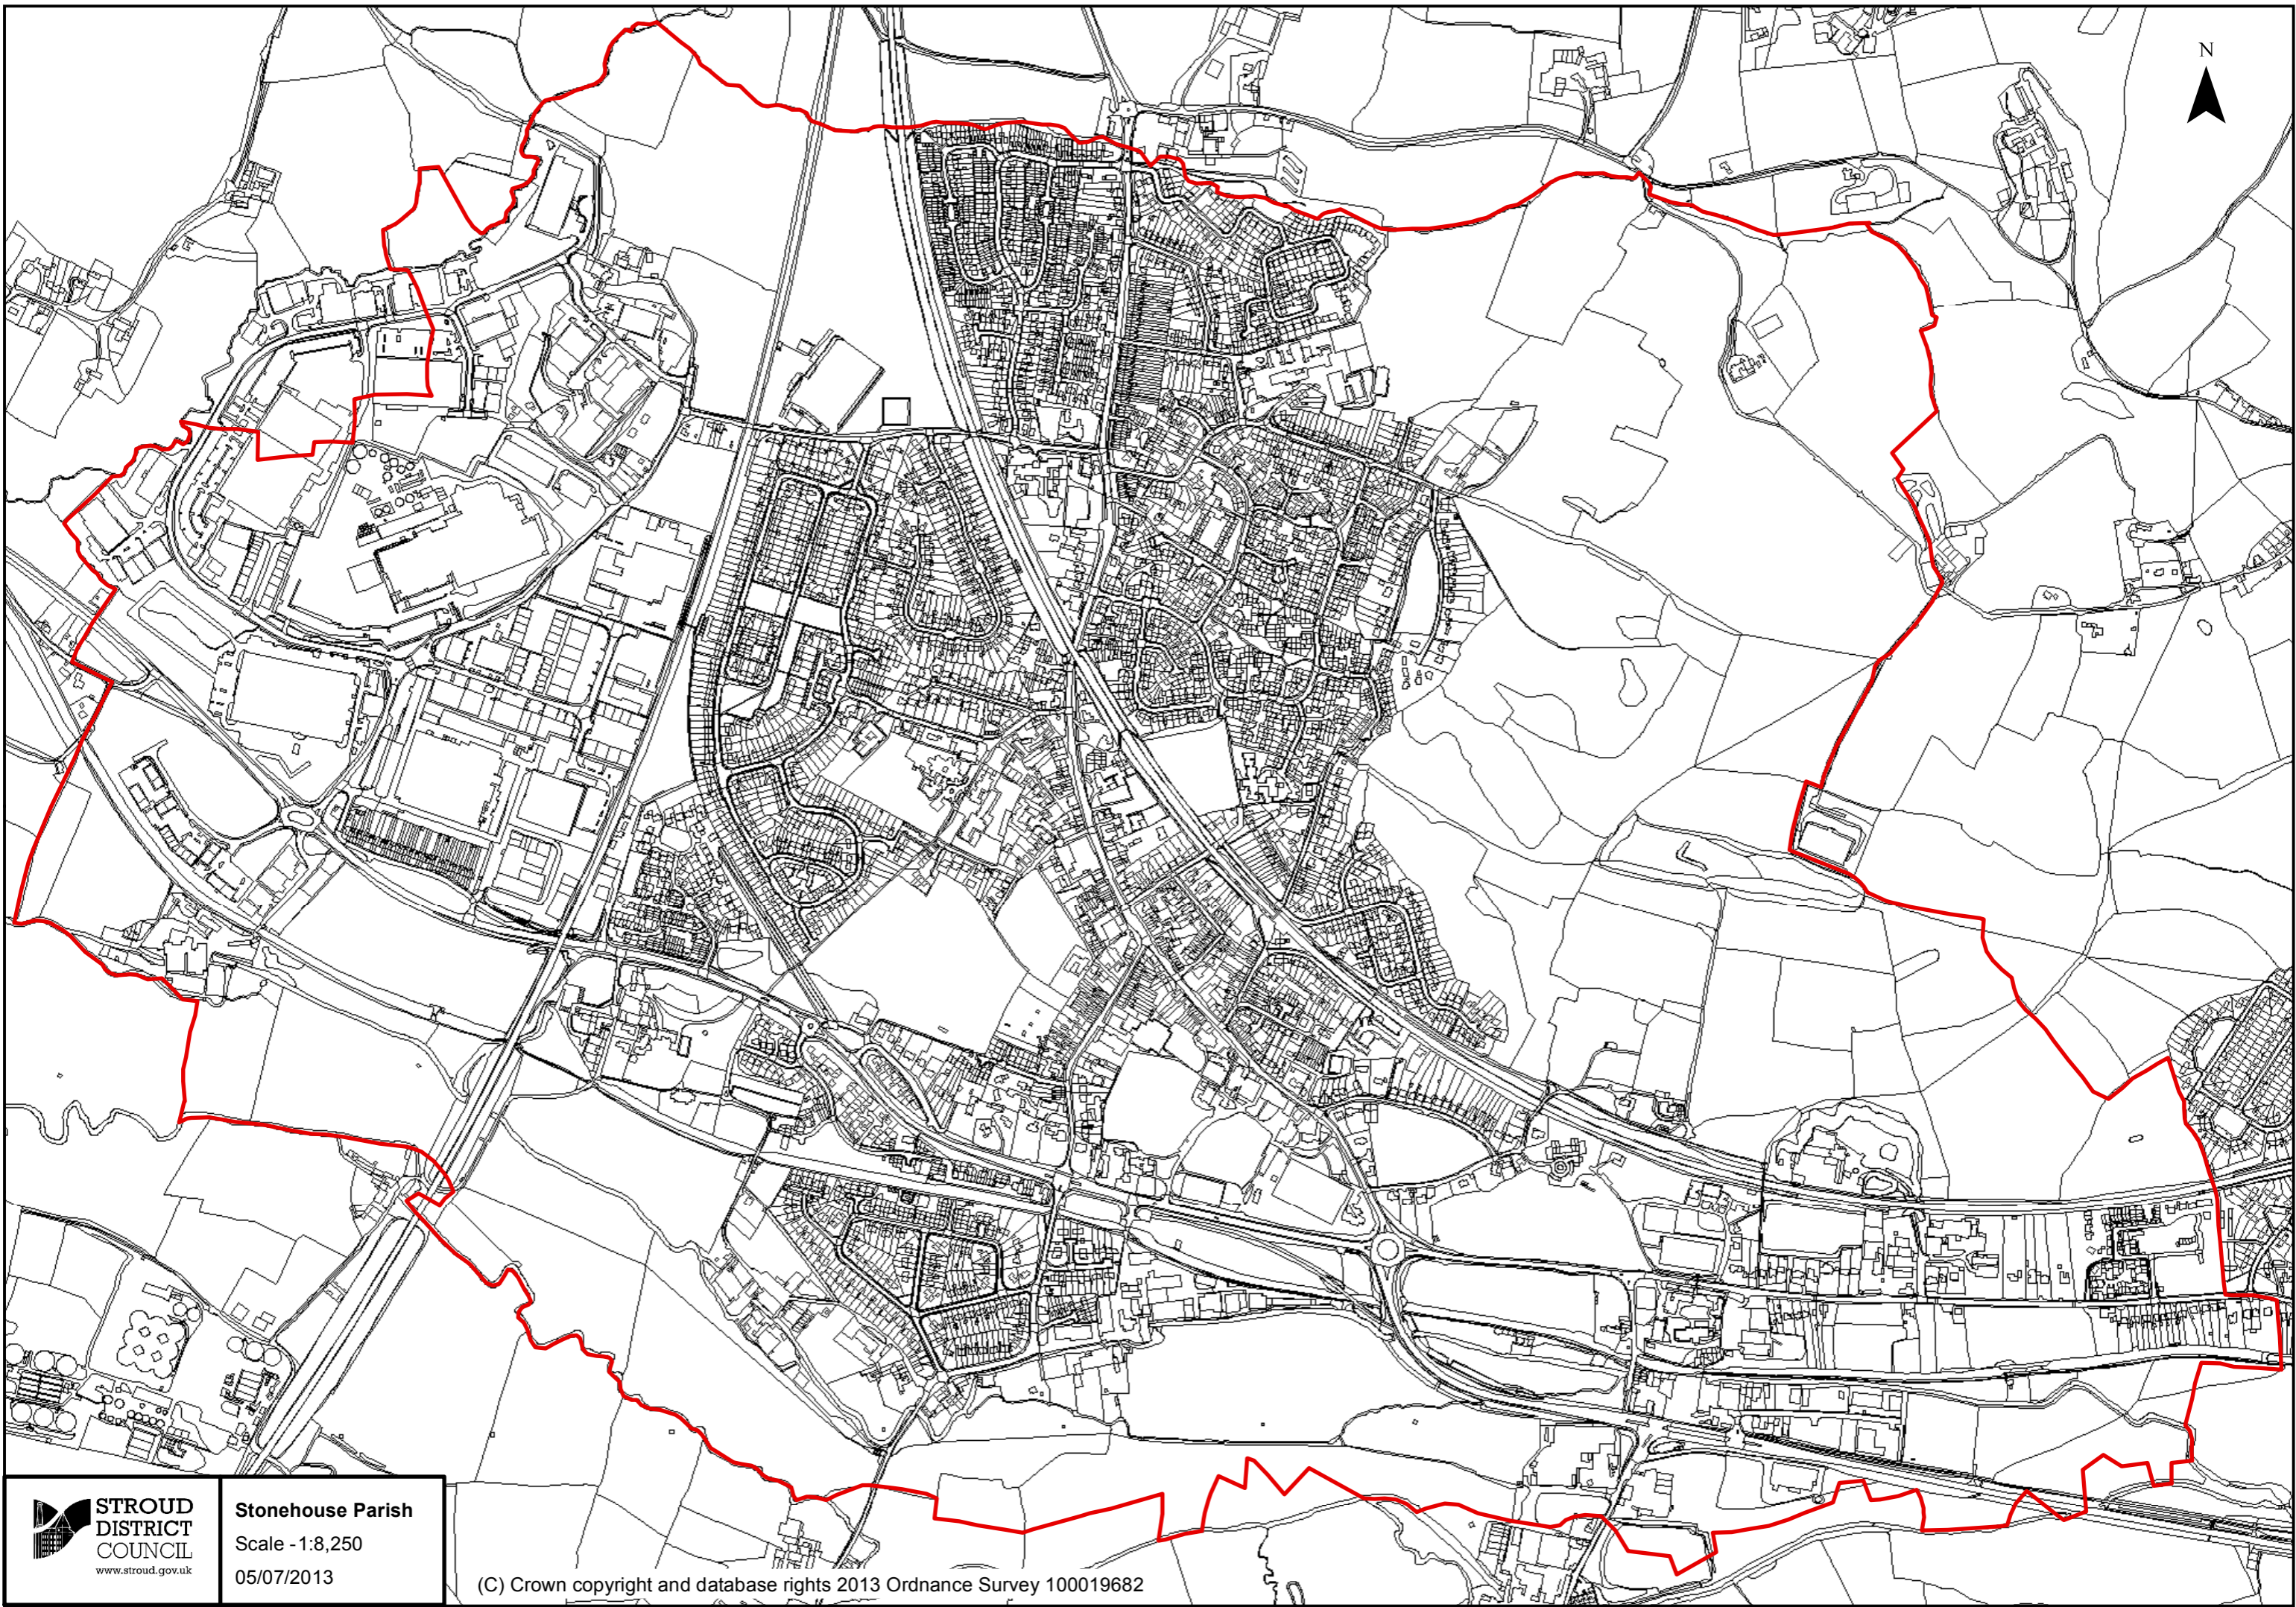 N
STROUD
DISTRICT
COUNCIL
www.stroud.gov.uk
Stonehouse Parish
Scale - 1:8,250
05/07/2013
(C) Crown copyright and database rights 2013 Ordnance Survey 100019682